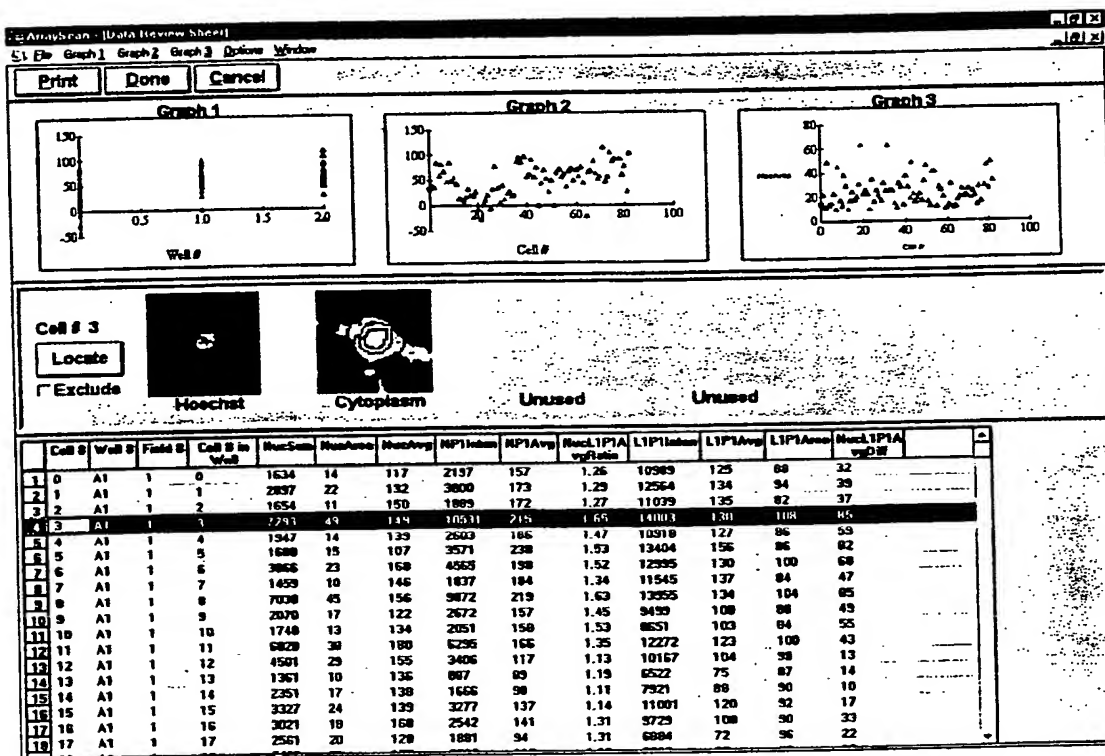 ArrayScan - [Data Review Sheet]
File Graph 1 Graph 2 Graph 3 Options Window
Print Done Cancel
Graph 1
150
100
50
0
-50
0.5 1.0 1.5 2.0
Well #
Graph 2
150
100
50
0
-50
20 40 60 80 100
Cell #
Graph 3
80
60
40
20
0
0 20 40 60 80 100
Cell #
Cell # 3
Locate
Exclude
Hoechst
Cytoplasm
Unused
Unused
Cell # Well # Field # Cell # in Well NucSum NucArea NucAvg NP1Inten NP1Avg NucL1P1AvgRatio L1P1Inten L1P1Avg L1P1Area NucL1P1AvgDiff
1 0 A1 1 0 1634 14 117 2197 157 1.26 10989 125 88 32
2 1 A1 1 1 2897 22 132 3800 173 1.29 12564 134 94 39
3 2 A1 1 2 1654 11 150 1889 172 1.27 11039 135 82 37
4 3 A1 1 3 7293 49 149 10531 215 1.65 14003 130 108 85
5 4 A1 1 4 1947 14 139 2603 186 1.47 10918 127 86 59
6 5 A1 1 5 1600 15 107 3571 238 1.53 13404 156 86 82
7 6 A1 1 6 3866 23 168 4565 198 1.52 12995 130 100 68
8 7 A1 1 7 1459 10 146 1837 184 1.34 11545 137 84 47
9 8 A1 1 8 7030 45 156 9872 219 1.63 13955 134 104 85
10 9 A1 1 9 2070 17 122 2672 157 1.45 9499 108 88 49
11 10 A1 1 10 1748 13 134 2051 158 1.53 8651 103 84 55
12 11 A1 1 11 6828 38 180 6295 166 1.35 12272 123 100 43
13 12 A1 1 12 4501 29 155 3406 117 1.13 10167 104 98 13
14 13 A1 1 13 1361 10 136 887 89 1.19 6522 75 87 14
15 14 A1 1 14 2351 17 138 1666 98 1.11 7921 88 90 10
16 15 A1 1 15 3327 24 139 3277 137 1.14 11001 120 92 17
17 16 A1 1 16 3021 18 168 2542 141 1.31 9729 108 90 33
18 17 A1 1 17 2561 20 128 1881 94 1.31 6884 72 96 22